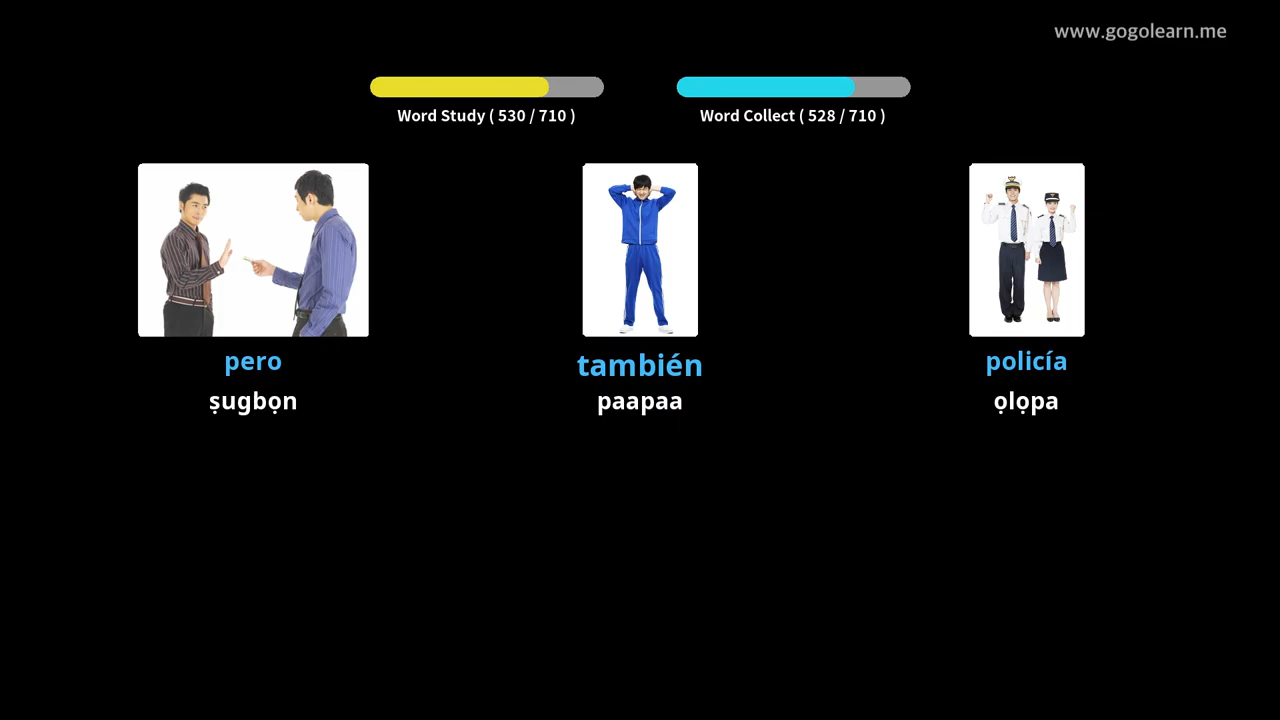 www.gogolearn.me
Word Study ( 530 / 710 )
Word Collect ( 528 / 710 )
pero
también
policía
ṣugbọn
paapaa
ọlọpa